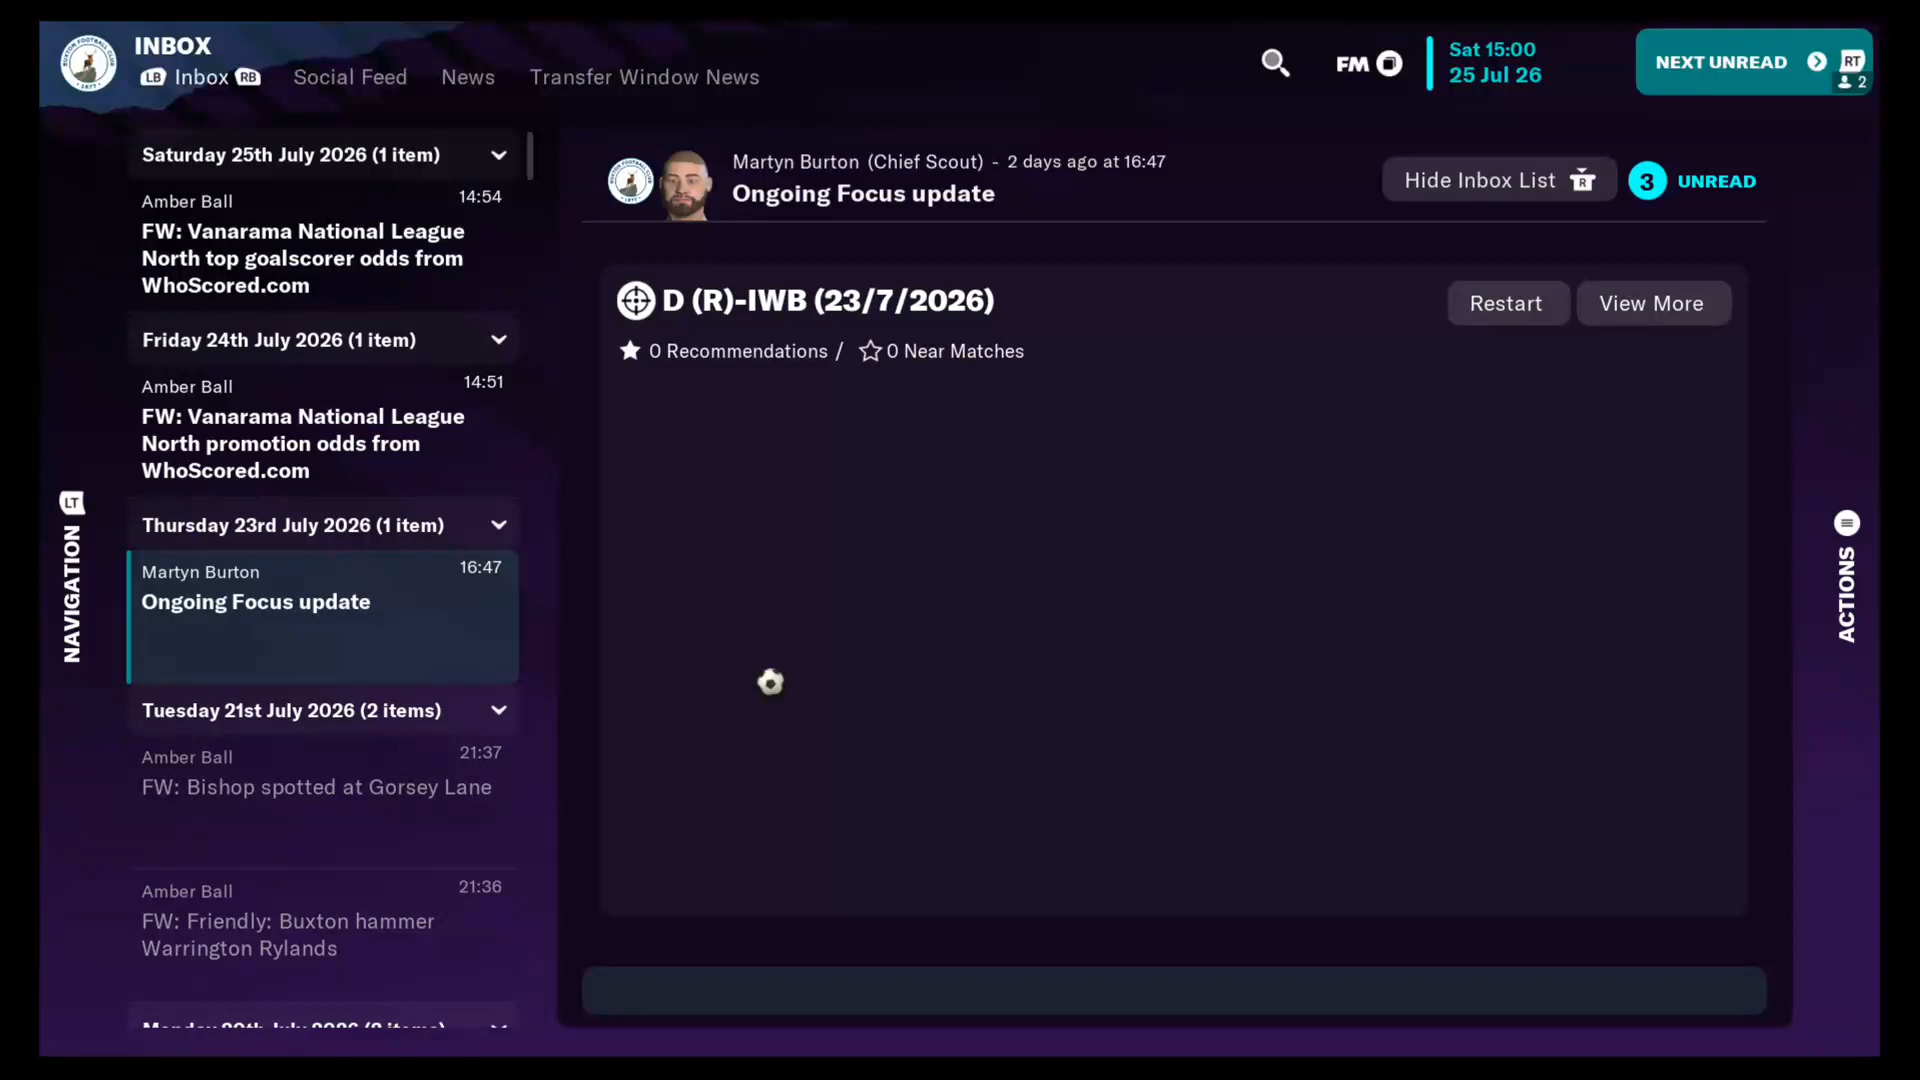 INBOX
LB Inbox RB
Social Feed
News
Transfer Window News
FM
Sat 15:00
25 Jul 26
NEXT UNREAD
RT
2
Saturday 25th July 2026 (1 item)
Amber Ball
14:54
FW: Vanarama National League
North top goalscorer odds from
WhoScored.com
Friday 24th July 2026 (1 item)
Amber Ball
14:51
FW: Vanarama National League
North promotion odds from
WhoScored.com
Thursday 23rd July 2026 (1 item)
Martyn Burton
16:47
Ongoing Focus update
Tuesday 21st July 2026 (2 items)
Amber Ball
21:37
FW: Bishop spotted at Gorsey Lane
Amber Ball
21:36
FW: Friendly: Buxton hammer
Warrington Rylands
Monday 20th July 2026 (2 items)
LT
NAVIGATION
Martyn Burton (Chief Scout) - 2 days ago at 16:47
Ongoing Focus update
Hide Inbox List
R
3
UNREAD
D (R)-IWB (23/7/2026)
Restart
View More
0 Recommendations /
0 Near Matches
ACTIONS